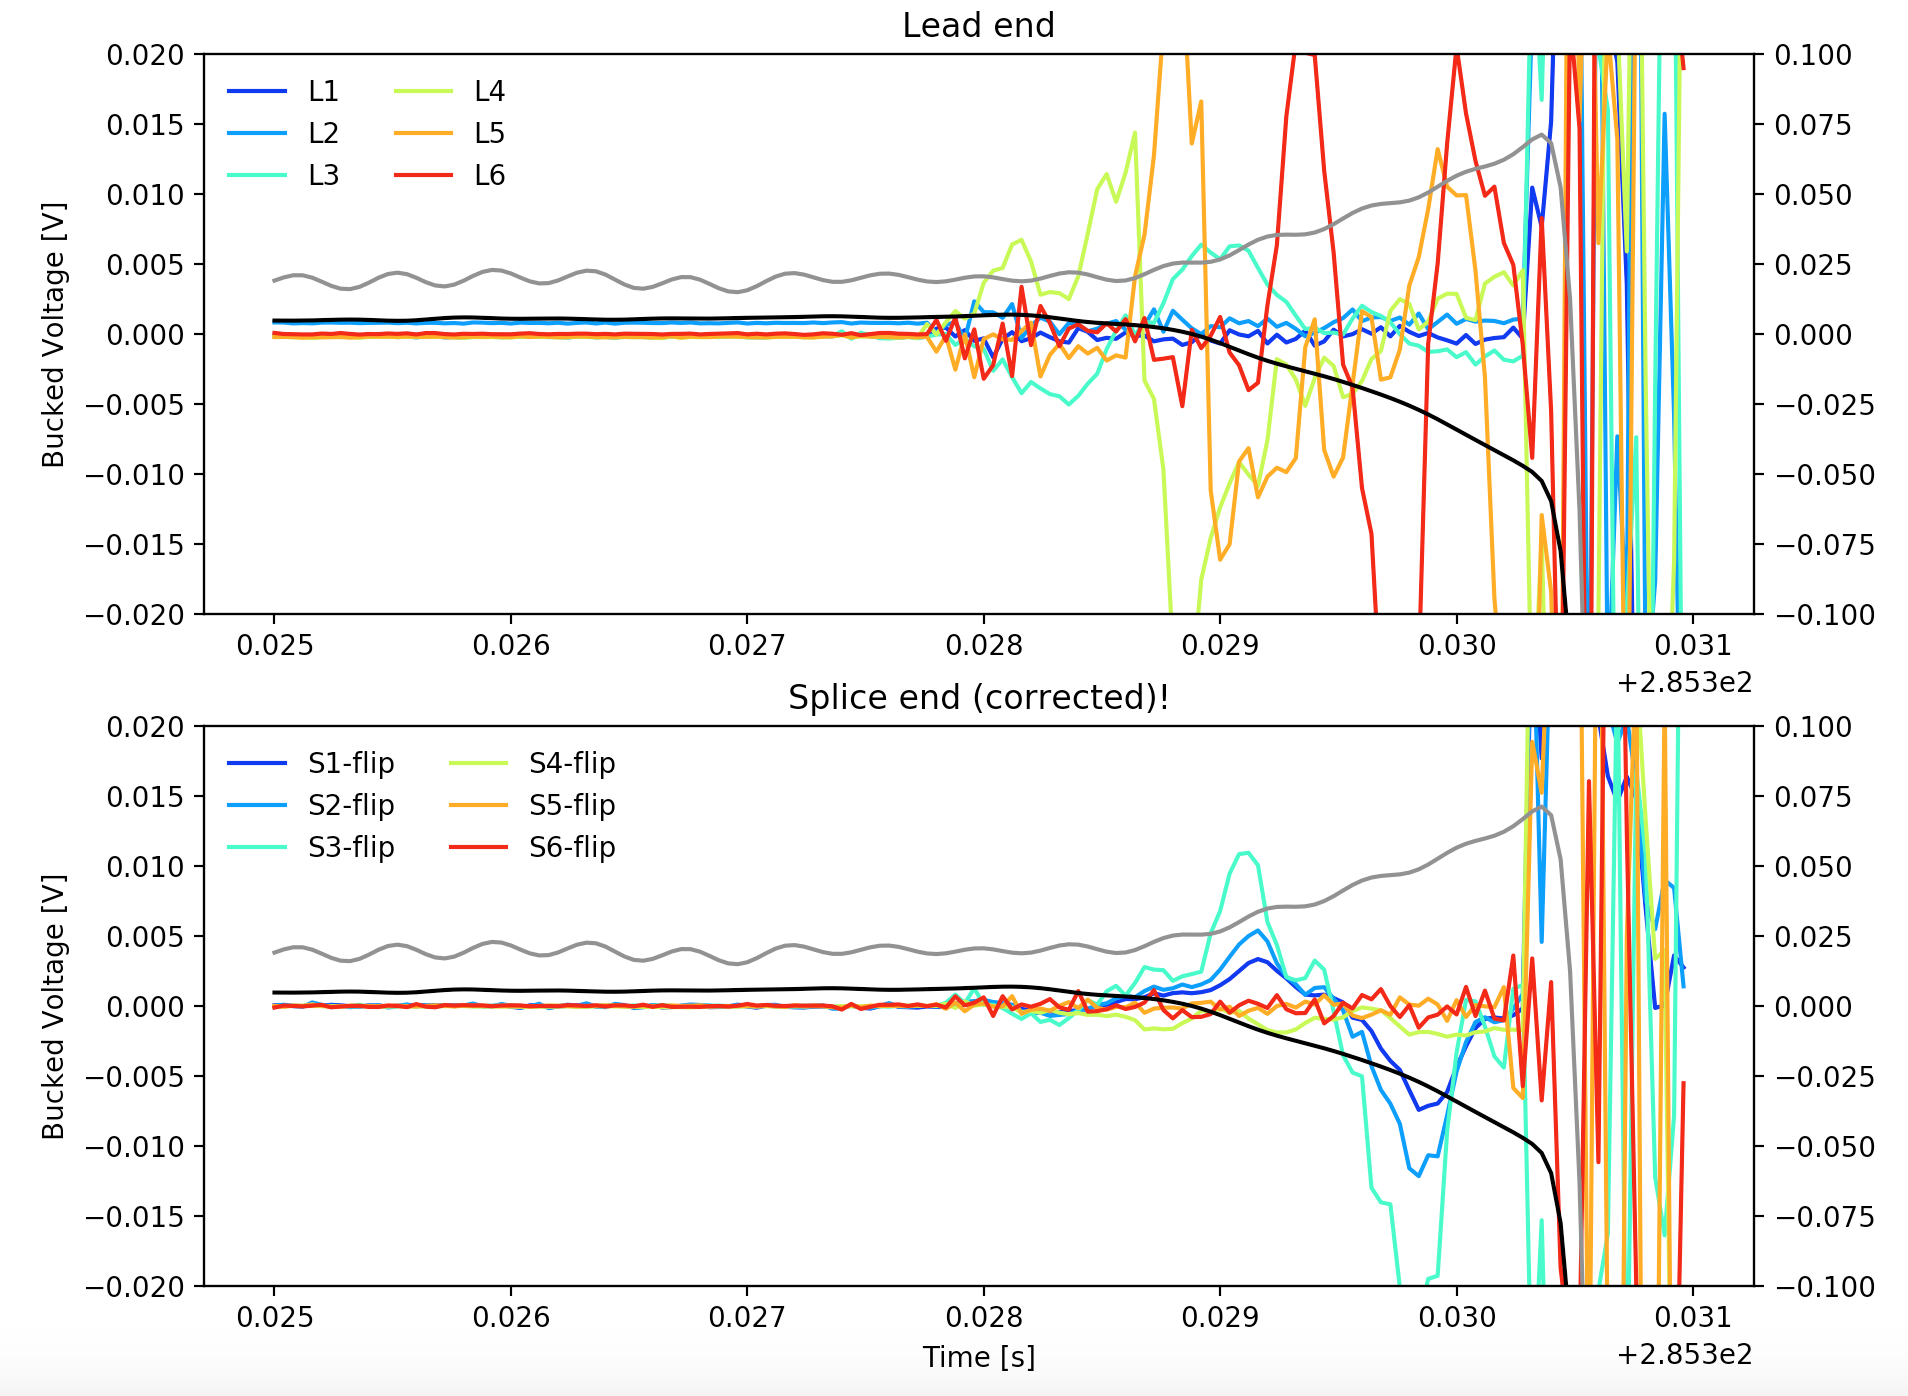 Lead end
0.020 0.100
0.015 0.075
0.010 0.050
0.005 0.025
0.000 0.000
−0.005 −0.025
−0.010 −0.050
−0.015 −0.075
−0.020 −0.100
Bucked Voltage [V]
L1 L4
L2 L5
L3 L6
0.025 0.026 0.027 0.028 0.029 0.030 0.031
+2.853e2
Splice end (corrected)!
0.020 0.100
0.015 0.075
0.010 0.050
0.005 0.025
0.000 0.000
−0.005 −0.025
−0.010 −0.050
−0.015 −0.075
−0.020 −0.100
Bucked Voltage [V]
S1-flip S4-flip
S2-flip S5-flip
S3-flip S6-flip
0.025 0.026 0.027 0.028 0.029 0.030 0.031
Time [s]
+2.853e2